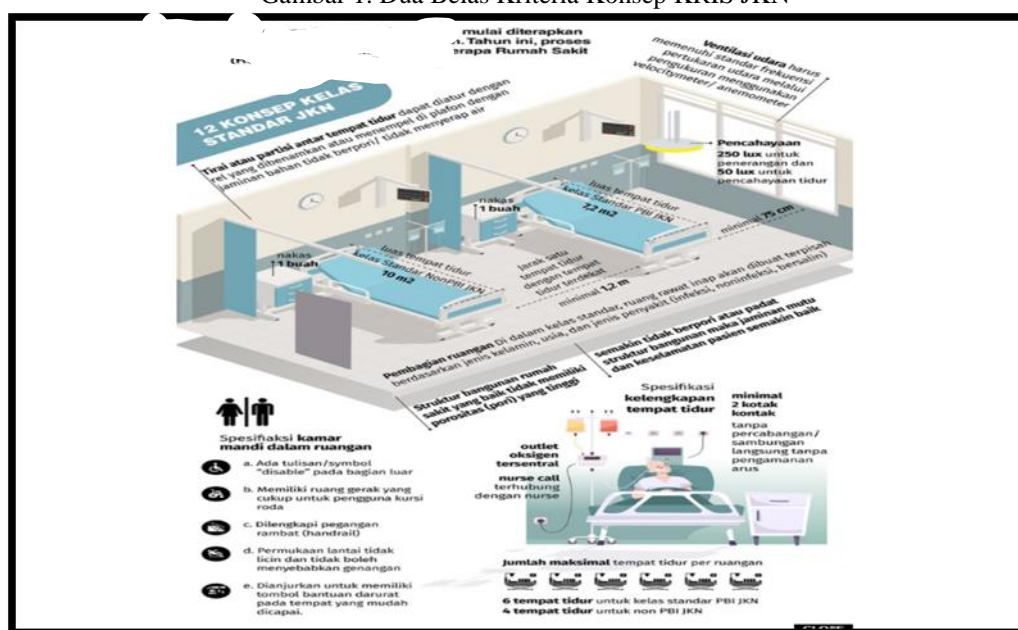 Gambar 1. Dua Belas Kriteria Konsep KRIS JKN
mulai diterapkan
n. Tahun ini, proses
erapa Rumah Sakit
12 KONSEP KELAS
STANDAR JKN
Tirai atau partisi antar tempat tidur dapat diatur dengan
rel yang dibenamkan atau menempel di plafon dengan
jaminan bahan tidak berpori/ tidak menyerap air
Ventilasi udara harus
memenuhi standar frekuensi
pertukaran udara melalui
pengukuran menggunakan
velocitymeter/ anemometer
Pencahayaan
250 lux untuk
penerangan dan
50 lux untuk
pencahayaan tidur
nakas
1 buah
luas tempat tidur
kelas Standar PBI JKN
7,2 m2
minimal 75 cm
nakas
1 buah
luas tempat tidur
kelas Standar NonPBI JKN
10 m2
jarak satu
tempat tidur
dengan tempat
tidur terdekat
minimal 1,2 m
Pembagian ruangan Di dalam kelas standar, ruang rawat inap akan dibuat terpisah
berdasarkan jenis kelamin, usia, dan jenis penyakit (infeksi, noninfeksi, bersalin)
Struktur bangunan rumah
sakit yang baik tidak memiliki
porositas (pori) yang tinggi
semakin tidak berpori atau padat
struktur bangunan maka jaminan mutu
dan keselamatan pasien semakin baik
Spesifiaksi kamar
mandi dalam ruangan
a. Ada tulisan/symbol
"disable" pada bagian luar
b. Memiliki ruang gerak yang
cukup untuk pengguna kursi
roda
c. Dilengkapi pegangan
rambat (handrail)
d. Permukaan lantai tidak
licin dan tidak boleh
menyebabkan genangan
e. Dianjurkan untuk memiliki
tombol bantuan darurat
pada tempat yang mudah
dicapai.
Spesifikasi
kelengkapan
tempat tidur
minimal
2 kotak
kontak
tanpa
percabangan/
sambungan
langsung tanpa
pengamanan
arus
outlet
oksigen
tersentral
nurse call
terhubung
dengan nurse
Jumlah maksimal tempat tidur per ruangan
6 tempat tidur untuk kelas standar PBI JKN
4 tempat tidur untuk non PBI JKN